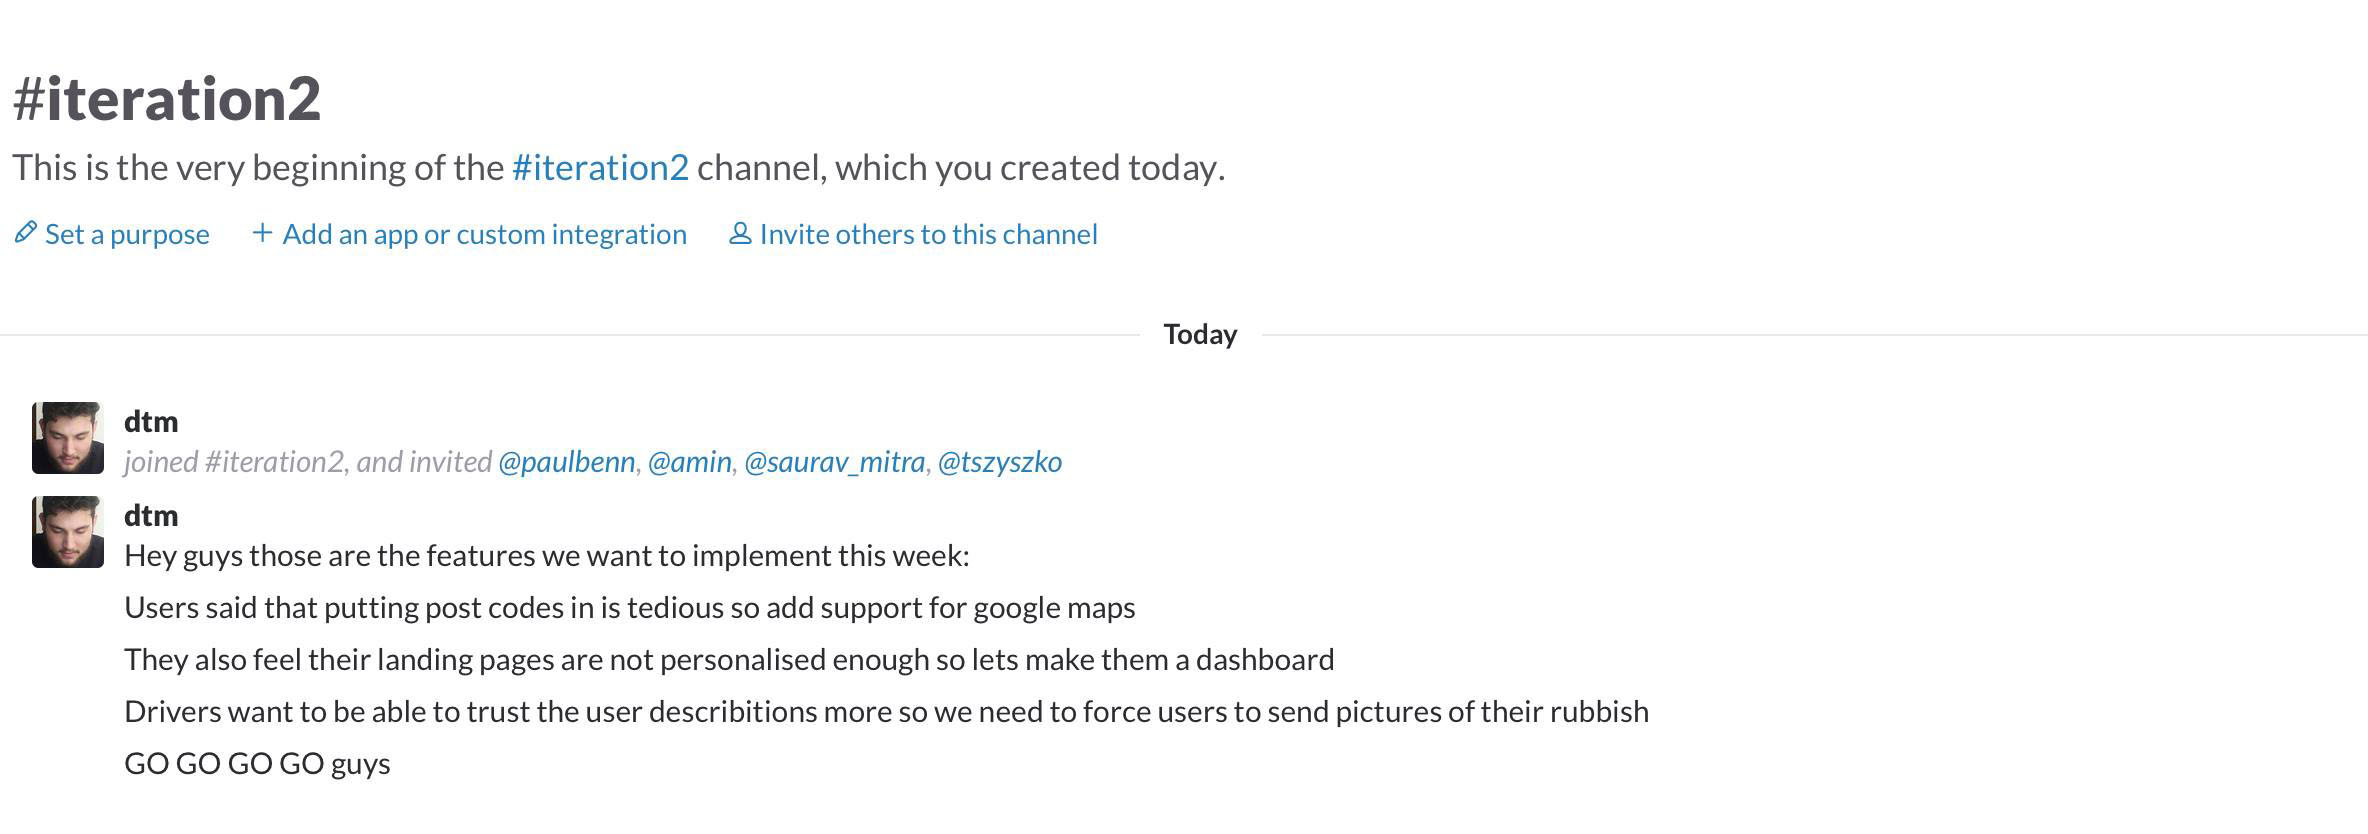 #iteration2
This is the very beginning of the #iteration2 channel, which you created today.
Set a purpose + Add an app or custom integration Invite others to this channel
Today
dtm
joined #iteration2, and invited @paulbenn, @amin, @saurav_mitra, @tszyszko
dtm
Hey guys those are the features we want to implement this week:
Users said that putting post codes in is tedious so add support for google maps
They also feel their landing pages are not personalised enough so lets make them a dashboard
Drivers want to be able to trust the user describitions more so we need to force users to send pictures of their rubbish
GO GO GO GO guys